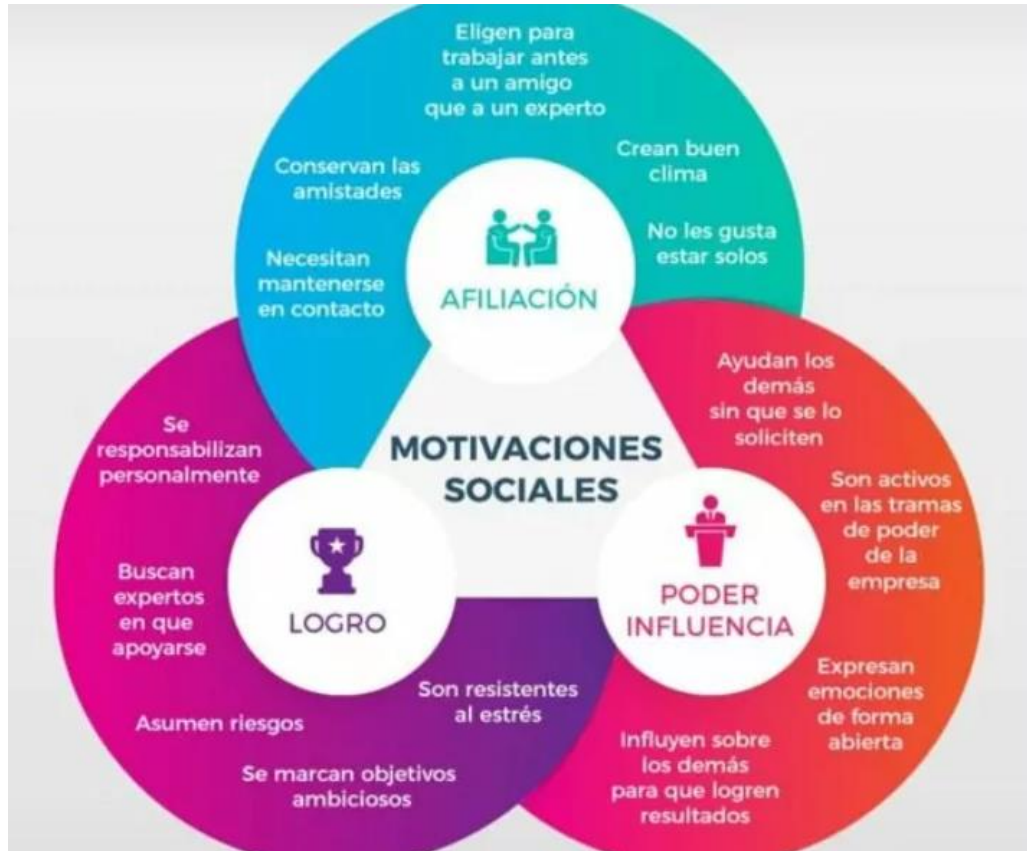 Eligen para
trabajar antes
a un amigo
que a un experto
Crean buen
clima
Conservan las
amistades
No les gusta
estar solos
Necesitan
mantenerse
en contacto
AFILIACIÓN
MOTIVACIONES
SOCIALES
Se
responsabilizan
personalmente
Buscan
expertos
en que
apoyarse
LOGRO
Asumen riesgos
Son resistentes
al estrés
Se marcan objetivos
ambiciosos
Ayudan los
demás
sin que se lo
soliciten
Son activos
en las tramas
de poder
de la
empresa
PODER
INFLUENCIA
Expresan
emociones
de forma
abierta
Influyen sobre
los demás
para que logren
resultados